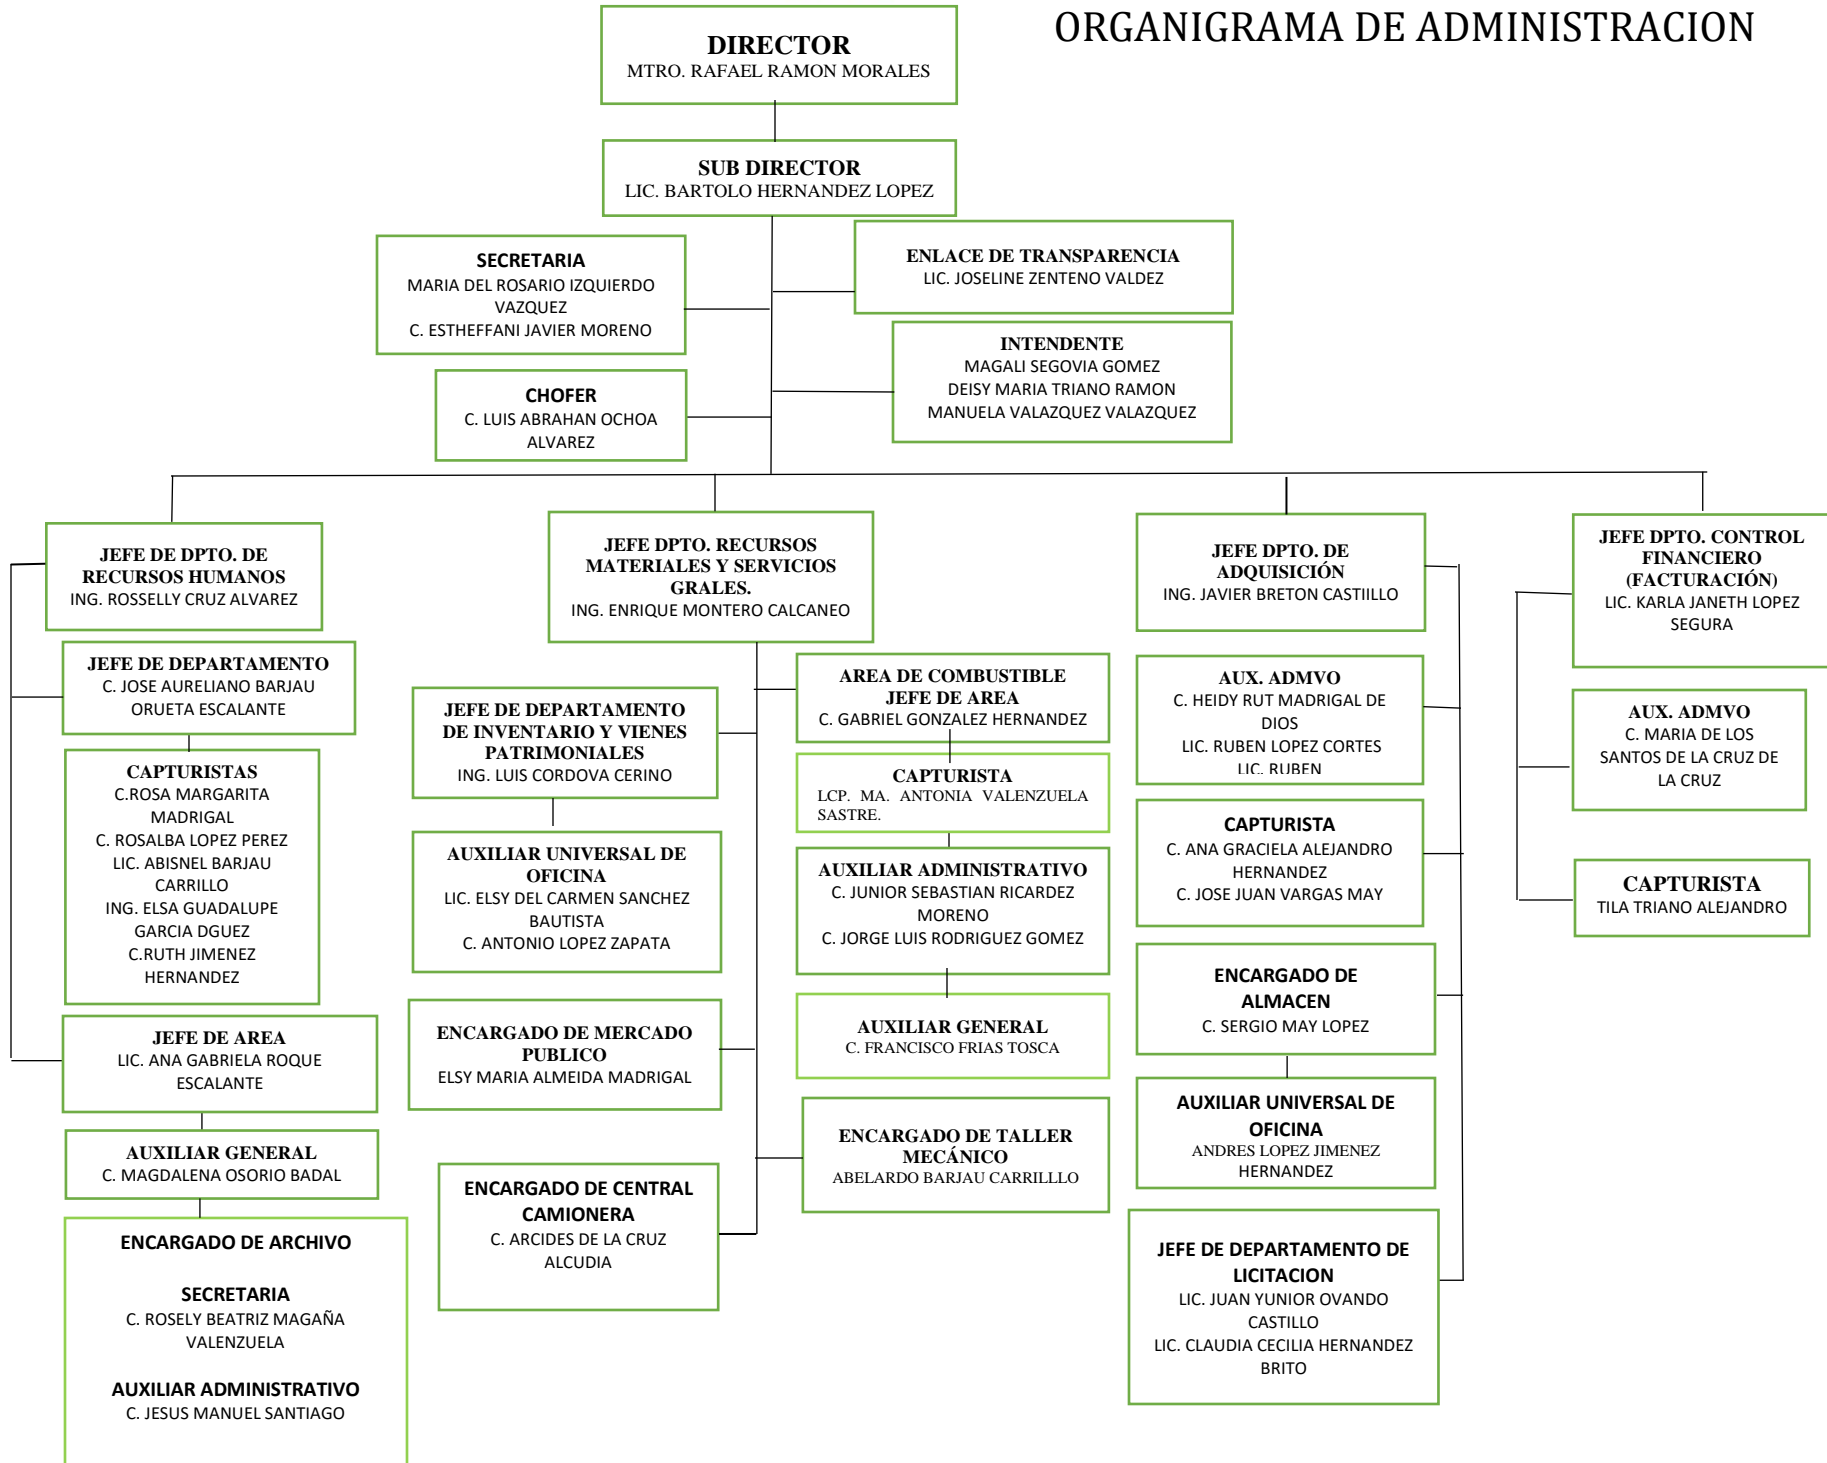 ORGANIGRAMA DE ADMINISTRACION
DIRECTOR
MTRO. RAFAEL RAMON MORALES
SUB DIRECTOR
LIC. BARTOLO HERNANDEZ LOPEZ
SECRETARIA
MARIA DEL ROSARIO IZQUIERDO
VAZQUEZ
C. ESTHEFFANI JAVIER MORENO
ENLACE DE TRANSPARENCIA
LIC. JOSELINE ZENTENO VALDEZ
CHOFER
C. LUIS ABRAHAN OCHOA
ALVAREZ
INTENDENTE
MAGALI SEGOVIA GOMEZ
DEISY MARIA TRIANO RAMON
MANUELA VALAZQUEZ VALAZQUEZ
JEFE DE DPTO. DE
RECURSOS HUMANOS
ING. ROSSELLY CRUZ ALVAREZ
JEFE DE DEPARTAMENTO
C. JOSE AURELIANO BARJAU
ORUETA ESCALANTE
CAPTURISTAS
C.ROSA MARGARITA
MADRIGAL
C. ROSALBA LOPEZ PEREZ
LIC. ABISNEL BARJAU
CARRILLO
ING. ELSA GUADALUPE
GARCIA DGUEZ
C.RUTH JIMENEZ
HERNANDEZ
JEFE DE AREA
LIC. ANA GABRIELA ROQUE
ESCALANTE
AUXILIAR GENERAL
C. MAGDALENA OSORIO BADAL
ENCARGADO DE ARCHIVO
SECRETARIA
C. ROSELY BEATRIZ MAGAÑA
VALENZUELA
AUXILIAR ADMINISTRATIVO
C. JESUS MANUEL SANTIAGO
JEFE DPTO. RECURSOS
MATERIALES Y SERVICIOS
GRALES.
ING. ENRIQUE MONTERO CALCANEO
JEFE DE DEPARTAMENTO
DE INVENTARIO Y VIENES
PATRIMONIALES
ING. LUIS CORDOVA CERINO
AUXILIAR UNIVERSAL DE
OFICINA
LIC. ELSY DEL CARMEN SANCHEZ
BAUTISTA
C. ANTONIO LOPEZ ZAPATA
ENCARGADO DE MERCADO
PUBLICO
ELSY MARIA ALMEIDA MADRIGAL
ENCARGADO DE CENTRAL
CAMIONERA
C. ARCIDES DE LA CRUZ
ALCUDIA
AREA DE COMBUSTIBLE
JEFE DE AREA
C. GABRIEL GONZALEZ HERNANDEZ
CAPTURISTA
LCP. MA. ANTONIA VALENZUELA
SASTRE.
AUXILIAR ADMINISTRATIVO
C. JUNIOR SEBASTIAN RICARDEZ
MORENO
C. JORGE LUIS RODRIGUEZ GOMEZ
AUXILIAR GENERAL
C. FRANCISCO FRIAS TOSCA
ENCARGADO DE TALLER
MECÁNICO
ABELARDO BARJAU CARRILLLO
JEFE DPTO. DE
ADQUISICIÓN
ING. JAVIER BRETON CASTIILLO
AUX. ADMVO
C. HEIDY RUT MADRIGAL DE
DIOS
LIC. RUBEN LOPEZ CORTES
LIC. RUBEN
CAPTURISTA
C. ANA GRACIELA ALEJANDRO
HERNANDEZ
C. JOSE JUAN VARGAS MAY
ENCARGADO DE
ALMACEN
C. SERGIO MAY LOPEZ
AUXILIAR UNIVERSAL DE
OFICINA
ANDRES LOPEZ JIMENEZ
HERNANDEZ
JEFE DE DEPARTAMENTO DE
LICITACION
LIC. JUAN YUNIOR OVANDO
CASTILLO
LIC. CLAUDIA CECILIA HERNANDEZ
BRITO
JEFE DPTO. CONTROL
FINANCIERO
(FACTURACIÓN)
LIC. KARLA JANETH LOPEZ
SEGURA
AUX. ADMVO
C. MARIA DE LOS
SANTOS DE LA CRUZ DE
LA CRUZ
CAPTURISTA
TILA TRIANO ALEJANDRO